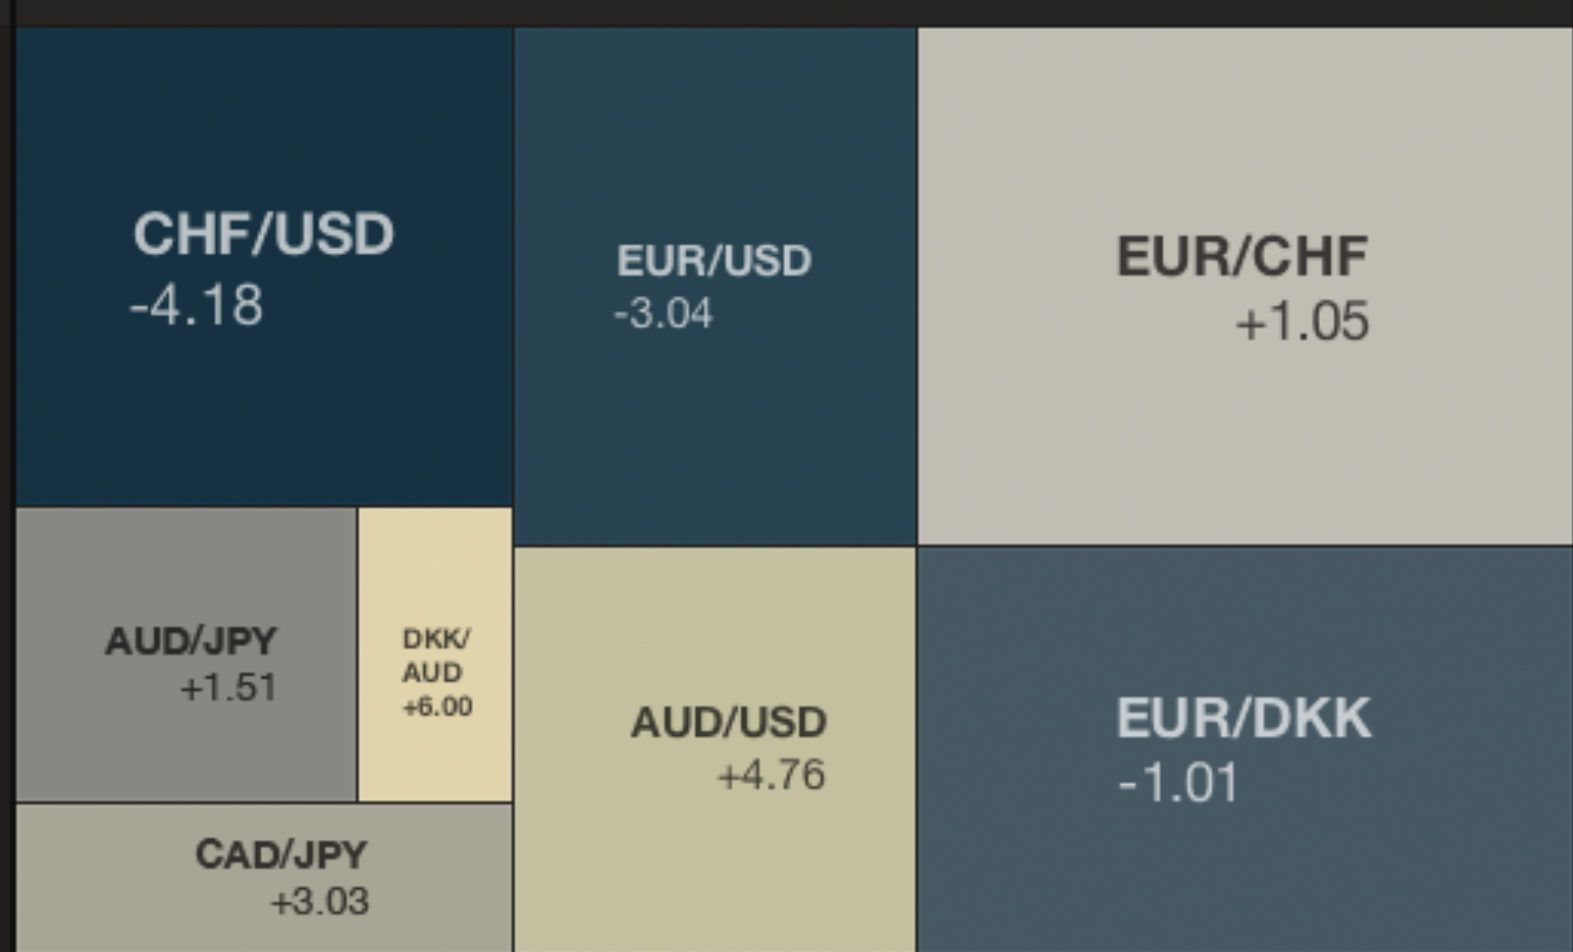 CHF/USD
-4.18
EUR/USD
-3.04
EUR/CHF
+1.05
AUD/JPY
+1.51
DKK/
AUD
+6.00
AUD/USD
+4.76
EUR/DKK
-1.01
CAD/JPY
+3.03